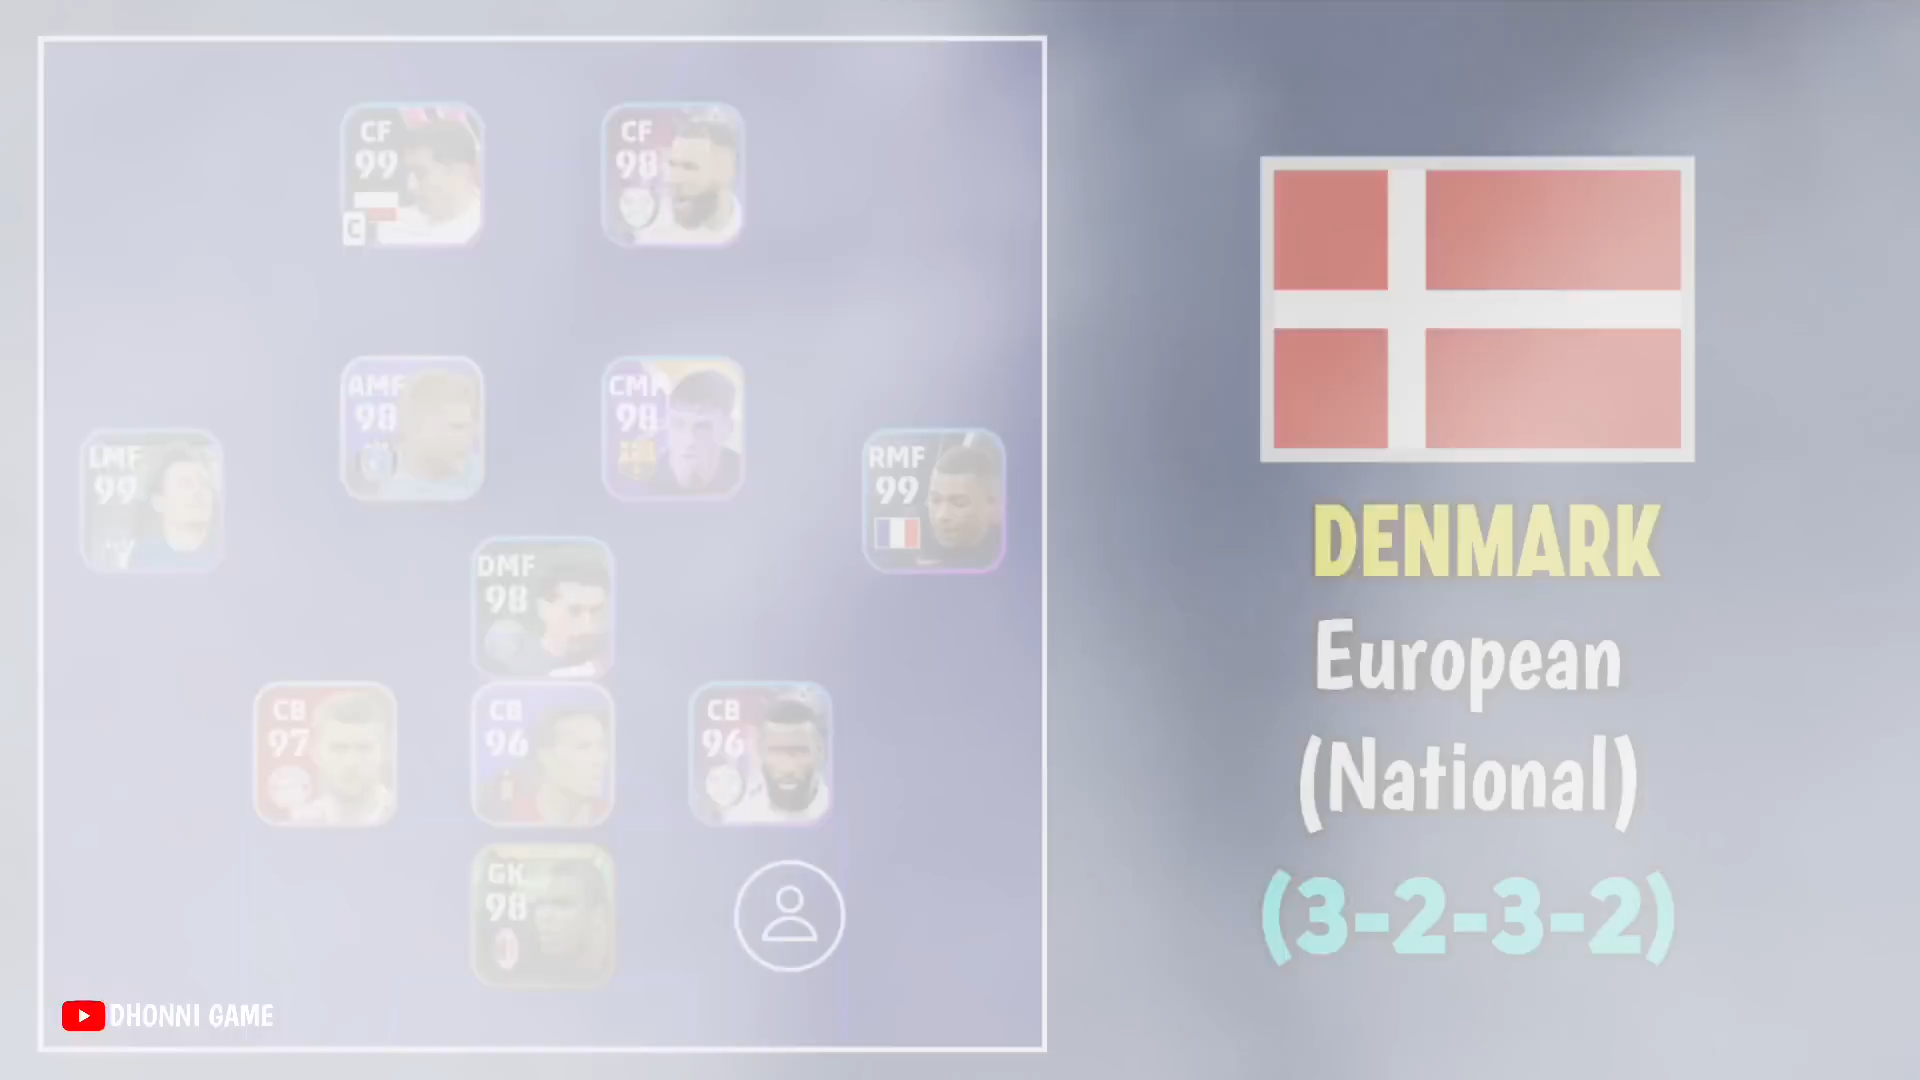 CF
99
C
CF
98
AMF
98
CMF
98
LMF
99
RMF
99
DMF
98
CB
97
CB
96
CB
96
GK
98
DENMARK
European
(National)
(3-2-3-2)
DHONNI GAME